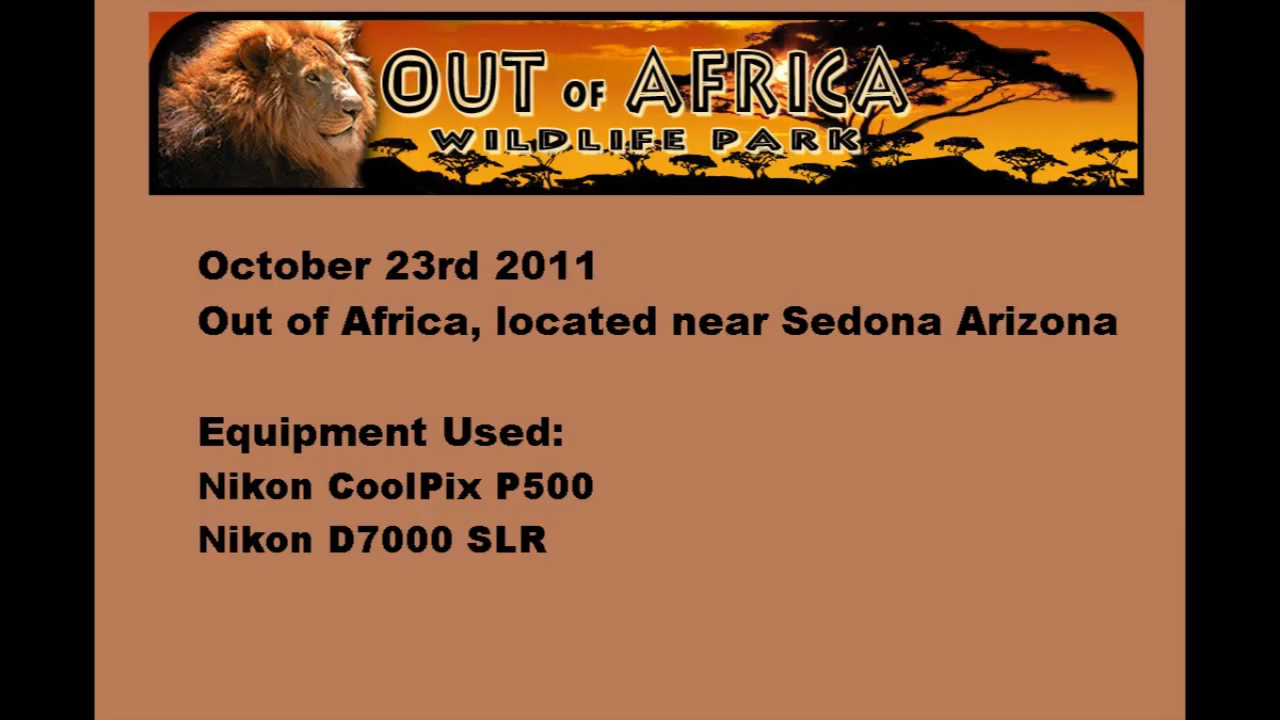 OUT OF AFRICA
WILDLIFE PARK
October 23rd 2011
Out of Africa, located near Sedona Arizona
Equipment Used:
Nikon CoolPix P500
Nikon D7000 SLR